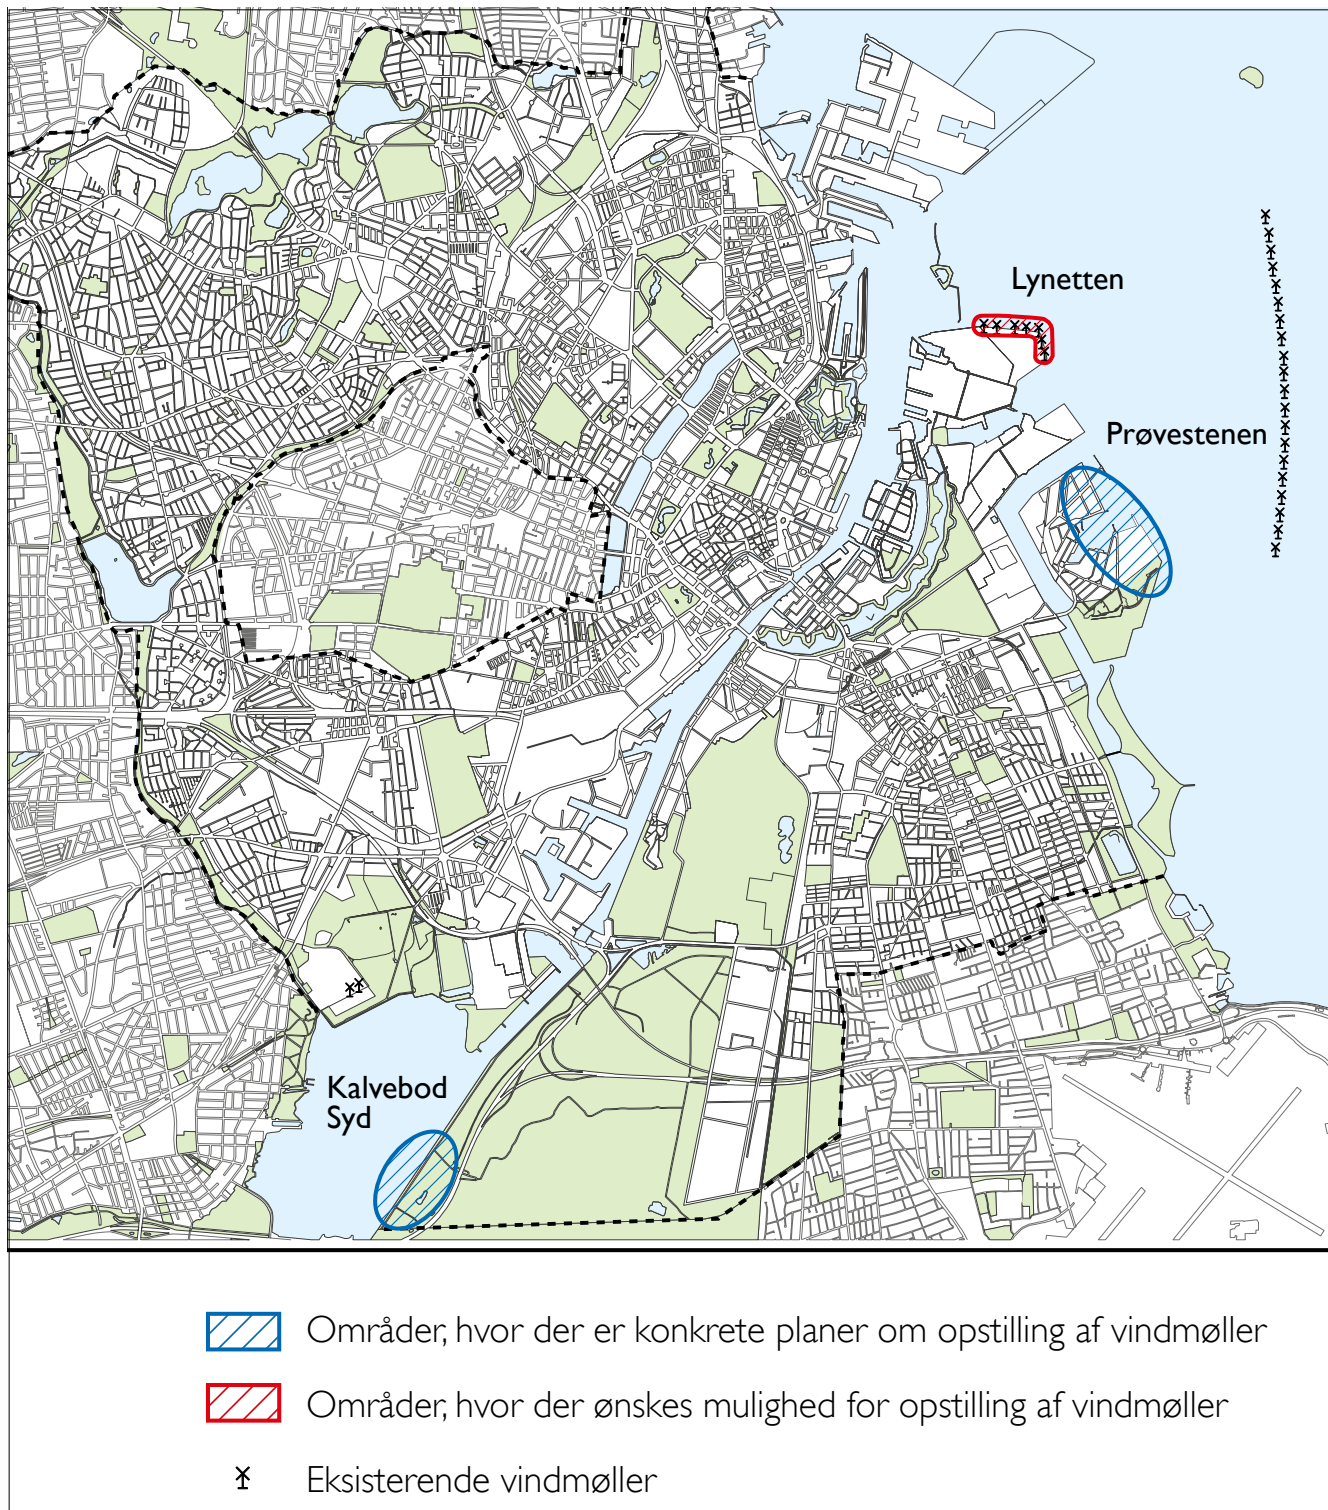 Lynetten
Prøvestenen
Kalvebod
Syd
Områder, hvor der er konkrete planer om opstilling af vindmøller
Områder, hvor der ønskes mulighed for opstilling af vindmøller
Eksisterende vindmøller